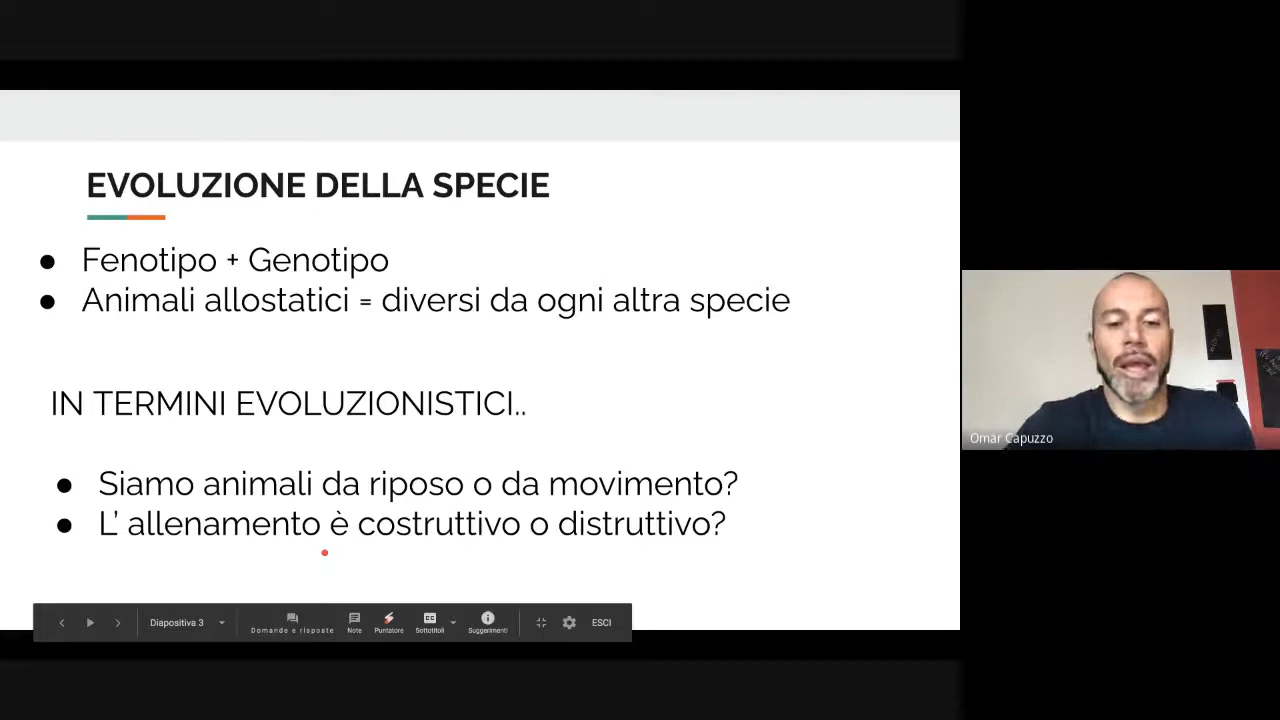 EVOLUZIONE DELLA SPECIE
● Fenotipo + Genotipo
● Animali allostatici = diversi da ogni altra specie
IN TERMINI EVOLUZIONISTICI..
● Siamo animali da riposo o da movimento?
● L’ allenamento è costruttivo o distruttivo?
Diapositiva 3
Domande e risposte
Note
Puntatore
Sottotitoli
Suggerimenti
ESCI
Omar Capuzzo